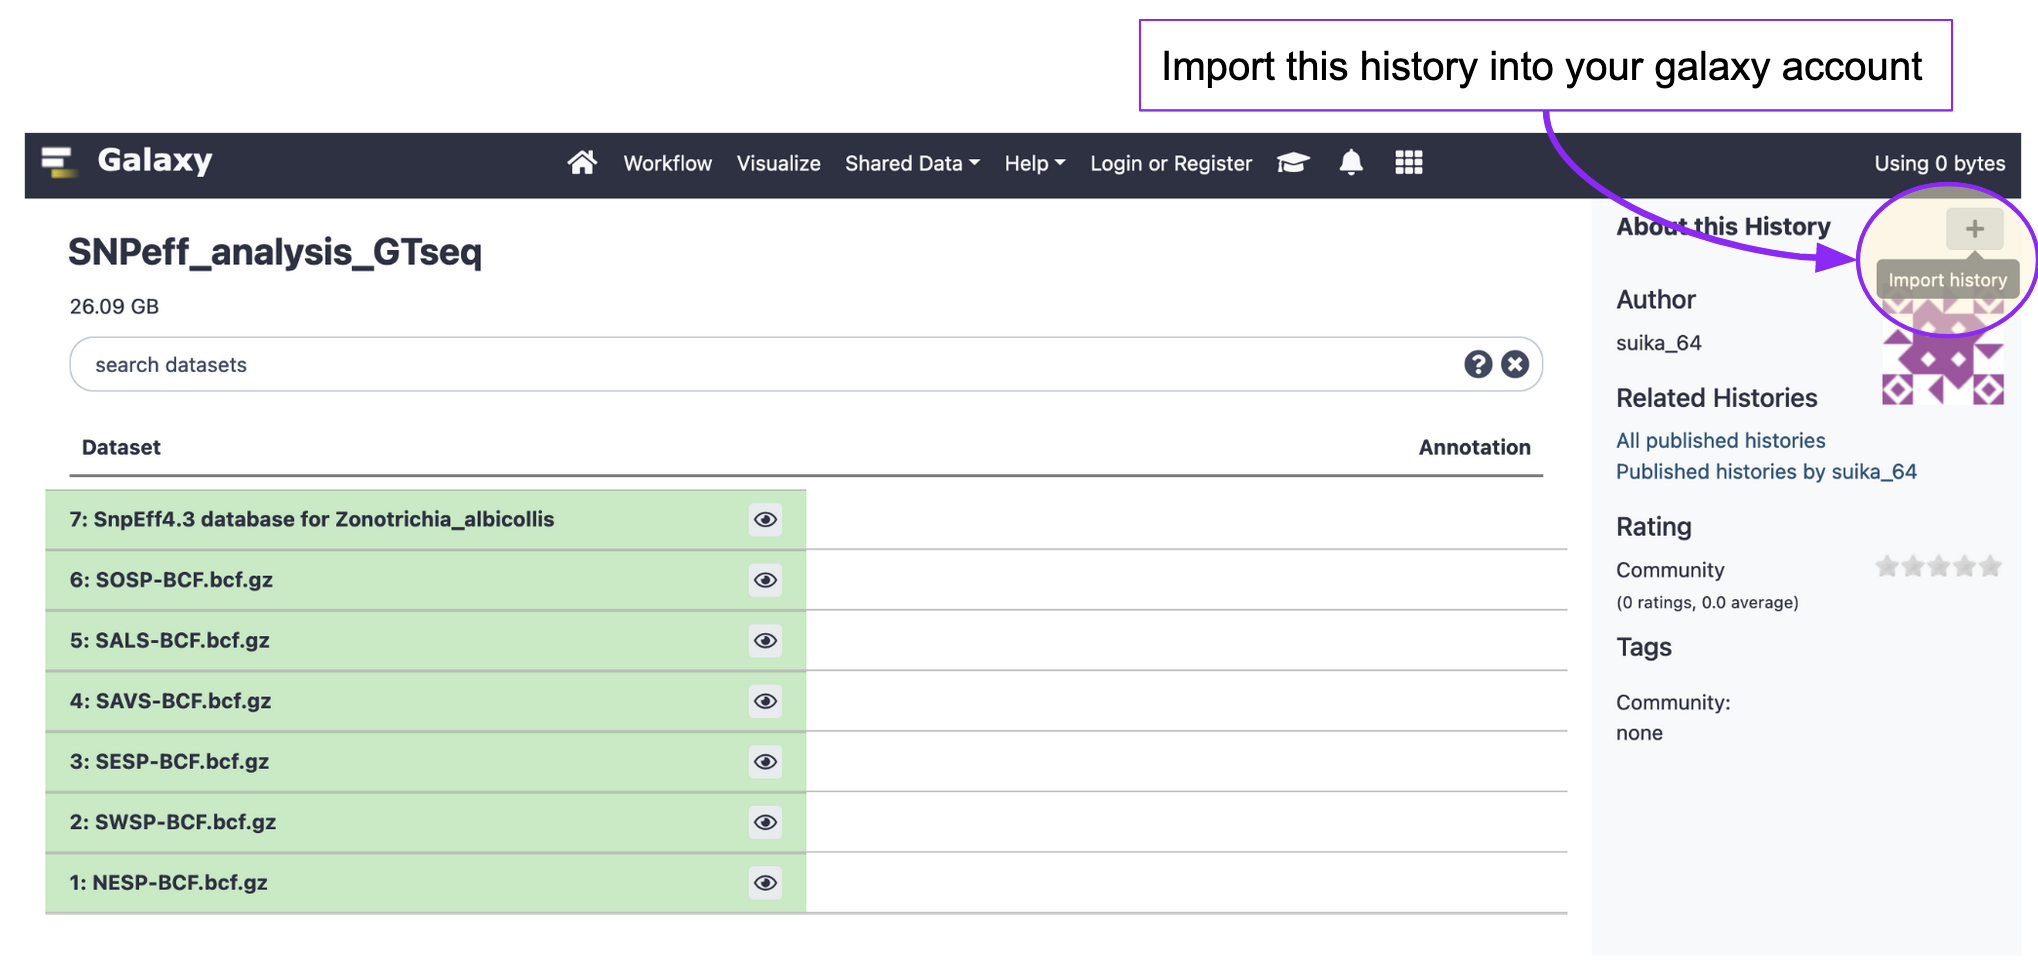 Import this history into your galaxy account
Galaxy
Workflow Visualize Shared Data Help Login or Register
Using 0 bytes
SNPeff_analysis_GTseq
26.09 GB
search datasets
Dataset Annotation
7: SnpEff4.3 database for Zonotrichia_albicollis
6: SOSP-BCF.bcf.gz
5: SALS-BCF.bcf.gz
4: SAVS-BCF.bcf.gz
3: SESP-BCF.bcf.gz
2: SWSP-BCF.bcf.gz
1: NESP-BCF.bcf.gz
About this History
Import history
Author
suika_64
Related Histories
All published histories
Published histories by suika_64
Rating
Community
(0 ratings, 0.0 average)
Tags
Community:
none